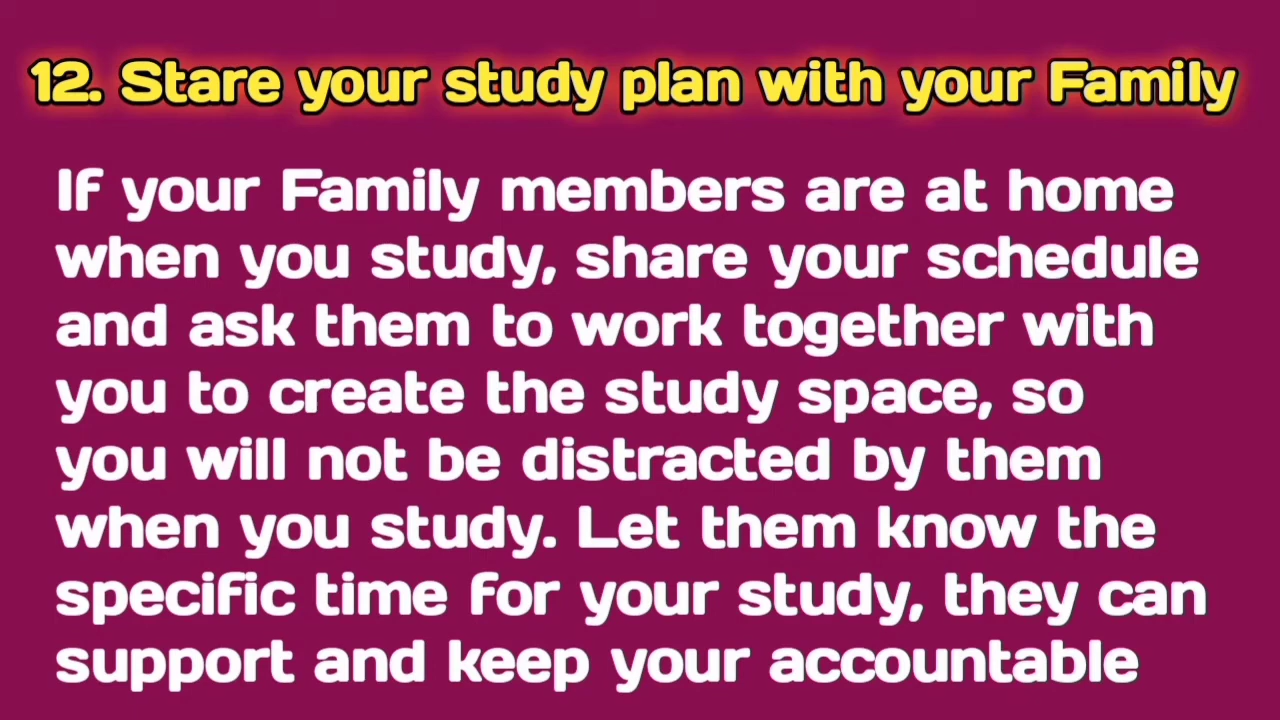 12. Stare your study plan with your Family
If your Family members are at home
when you study, share your schedule
and ask them to work together with
you to create the study space, so
you will not be distracted by them
when you study. Let them know the
specific time for your study, they can
support and keep your accountable